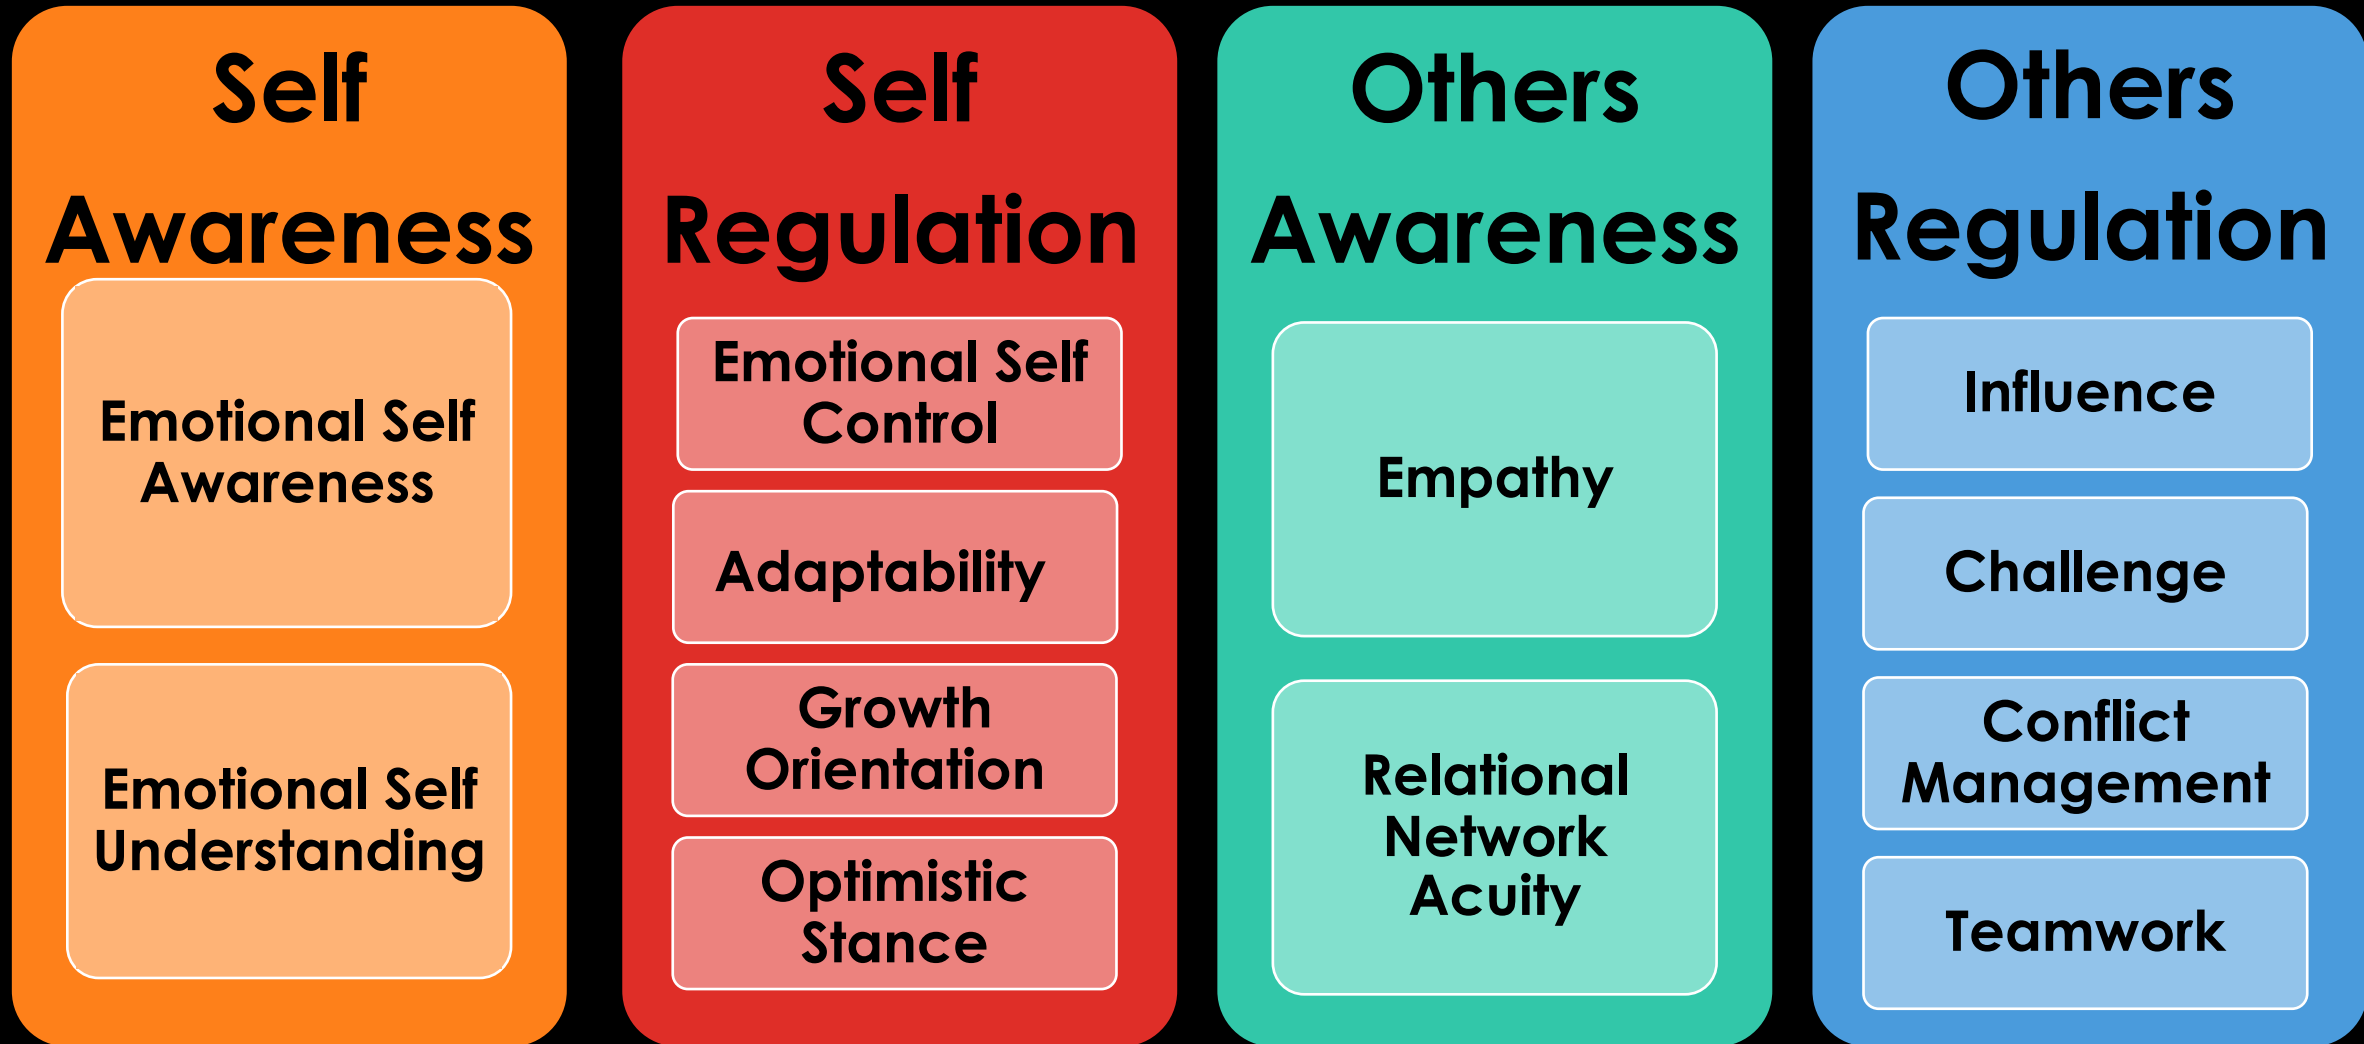 Self
Awareness
Emotional Self
Awareness
Emotional Self
Understanding
Self
Regulation
Emotional Self
Control
Adaptability
Growth
Orientation
Optimistic
Stance
Others
Awareness
Empathy
Relational
Network
Acuity
Others
Regulation
Influence
Challenge
Conflict
Management
Teamwork